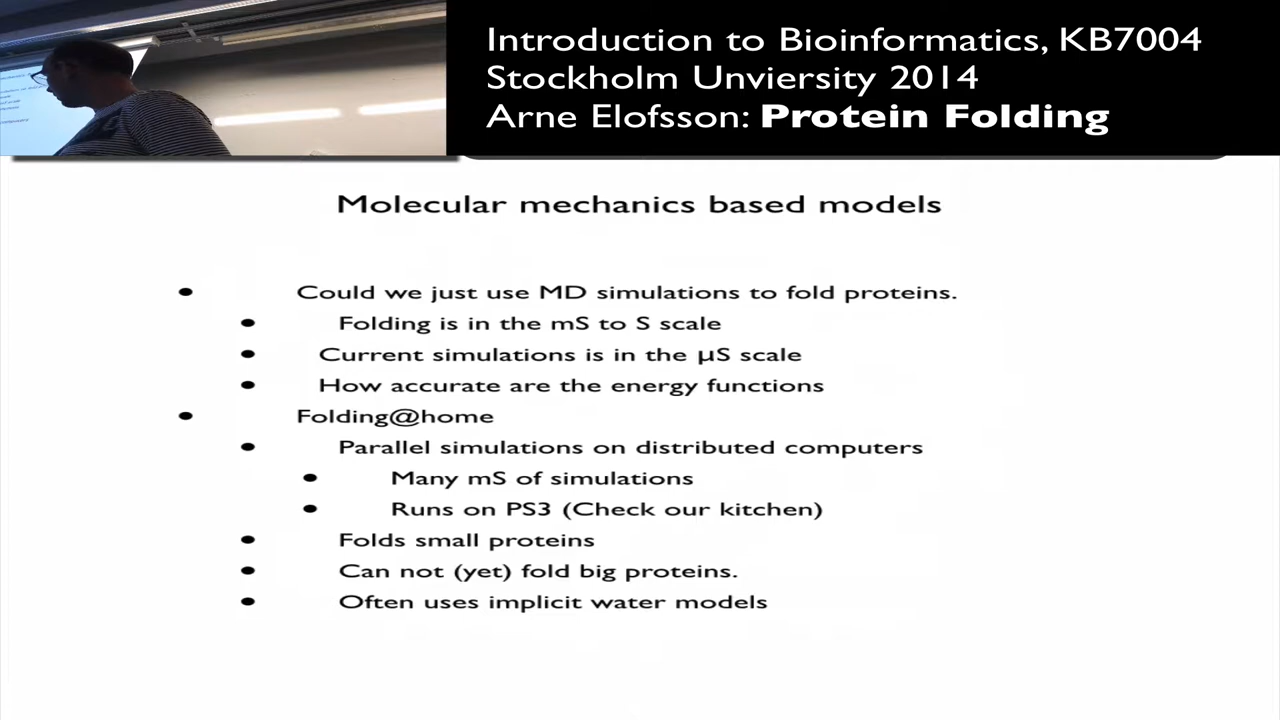 Introduction to Bioinformatics, KB7004
Stockholm Unviersity 2014
Arne Elofsson: Protein Folding
Molecular mechanics based models
• Could we just use MD simulations to fold proteins.
• Folding is in the mS to S scale
• Current simulations is in the µS scale
• How accurate are the energy functions
• Folding@home
• Parallel simulations on distributed computers
• Many mS of simulations
• Runs on PS3 (Check our kitchen)
• Folds small proteins
• Can not (yet) fold big proteins.
• Often uses implicit water models